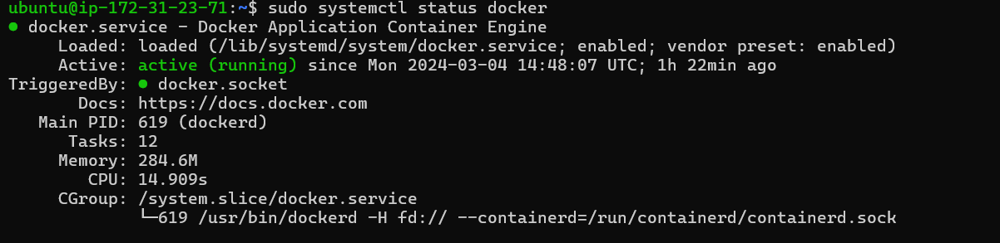 ubuntu@ip-172-31-23-71:~$ sudo systemctl status docker
● docker.service - Docker Application Container Engine
     Loaded: loaded (/lib/systemd/system/docker.service; enabled; vendor preset: enabled)
     Active: active (running) since Mon 2024-03-04 14:48:07 UTC; 1h 22min ago
TriggeredBy: ● docker.socket
       Docs: https://docs.docker.com
   Main PID: 619 (dockerd)
      Tasks: 12
     Memory: 284.6M
        CPU: 14.909s
     CGroup: /system.slice/docker.service
             └─619 /usr/bin/dockerd -H fd:// --containerd=/run/containerd/containerd.sock